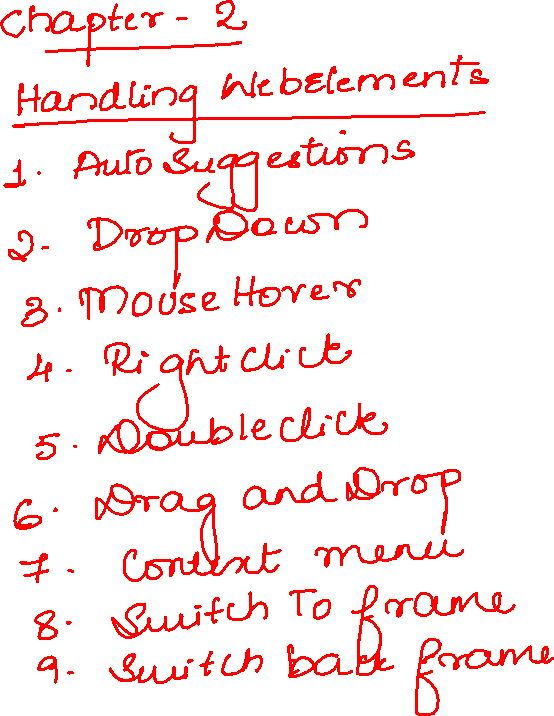 Chapter - 2
Handling WebElements
1. Auto Suggestions
2. Drop Down
3. Mouse Hover
4. Right click
5. Double click
6. Drag and Drop
7. Context menu
8. Switch To frame
9. Switch back frame